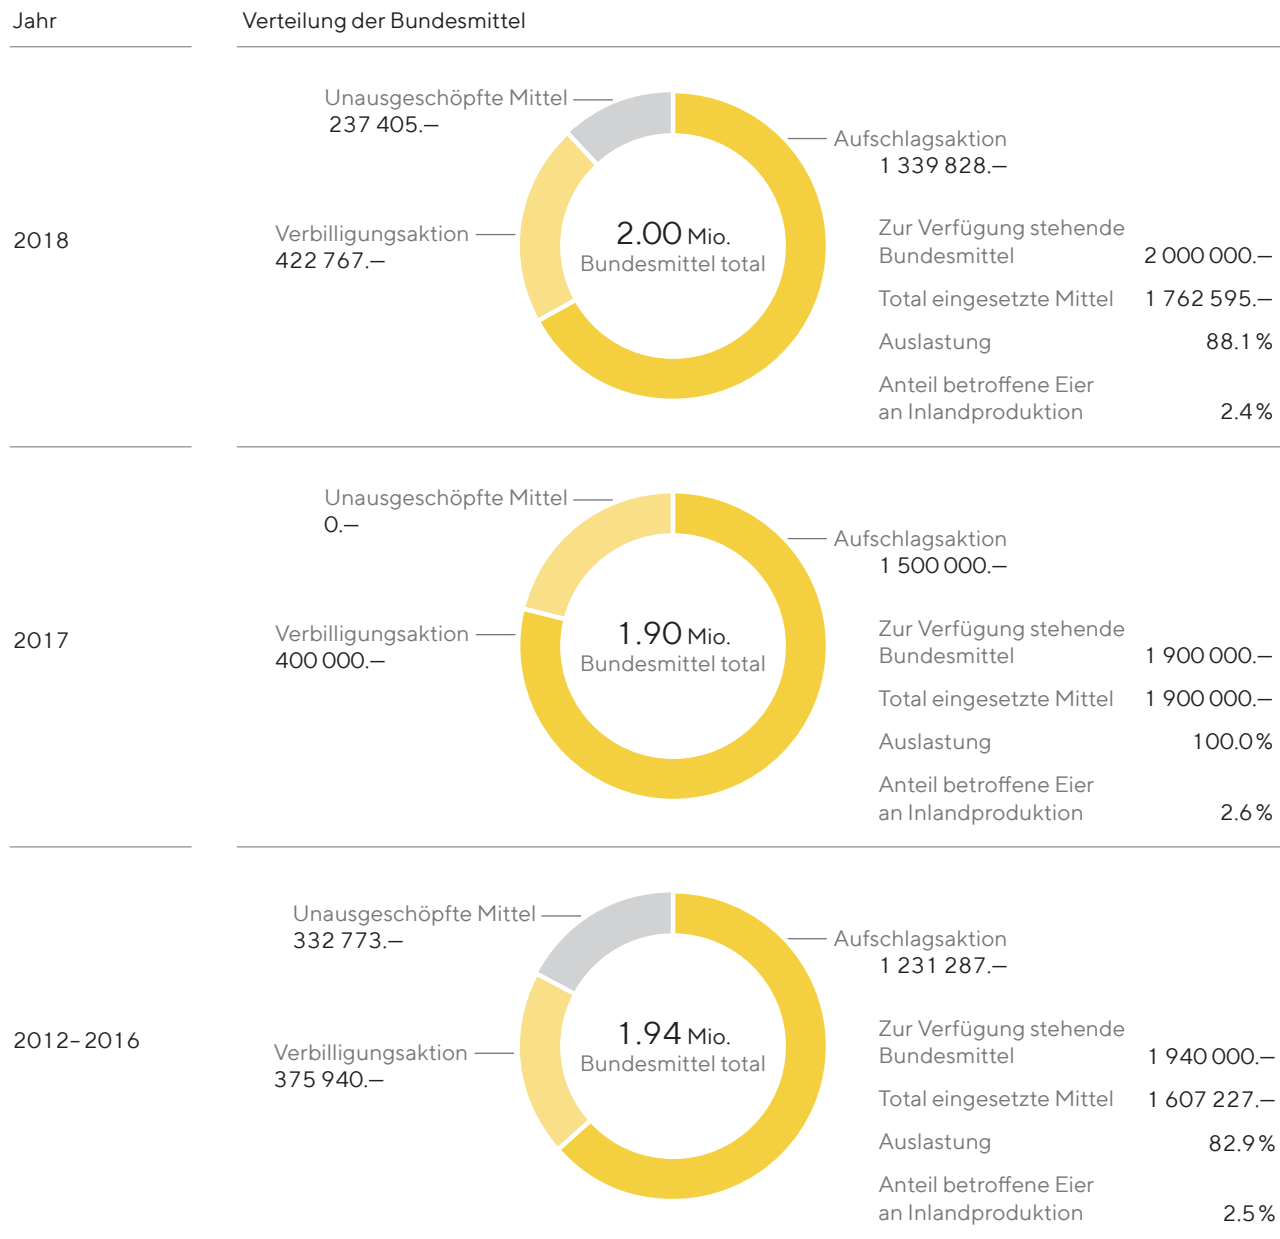 Jahr
Verteilung der Bundesmittel
2018
Unausgeschöpfte Mittel
237 405.–
Verbilligungsaktion
422 767.–
2.00 Mio.
Bundesmittel total
Aufschlagsaktion
1 339 828.–
Zur Verfügung stehende
Bundesmittel 2 000 000.–
Total eingesetzte Mittel 1 762 595.–
Auslastung 88.1 %
Anteil betroffene Eier
an Inlandproduktion 2.4 %
2017
Unausgeschöpfte Mittel
0.–
Verbilligungsaktion
400 000.–
1.90 Mio.
Bundesmittel total
Aufschlagsaktion
1 500 000.–
Zur Verfügung stehende
Bundesmittel 1 900 000.–
Total eingesetzte Mittel 1 900 000.–
Auslastung 100.0 %
Anteil betroffene Eier
an Inlandproduktion 2.6 %
2012–2016
Unausgeschöpfte Mittel
332 773.–
Verbilligungsaktion
375 940.–
1.94 Mio.
Bundesmittel total
Aufschlagsaktion
1 231 287.–
Zur Verfügung stehende
Bundesmittel 1 940 000.–
Total eingesetzte Mittel 1 607 227.–
Auslastung 82.9 %
Anteil betroffene Eier
an Inlandproduktion 2.5 %